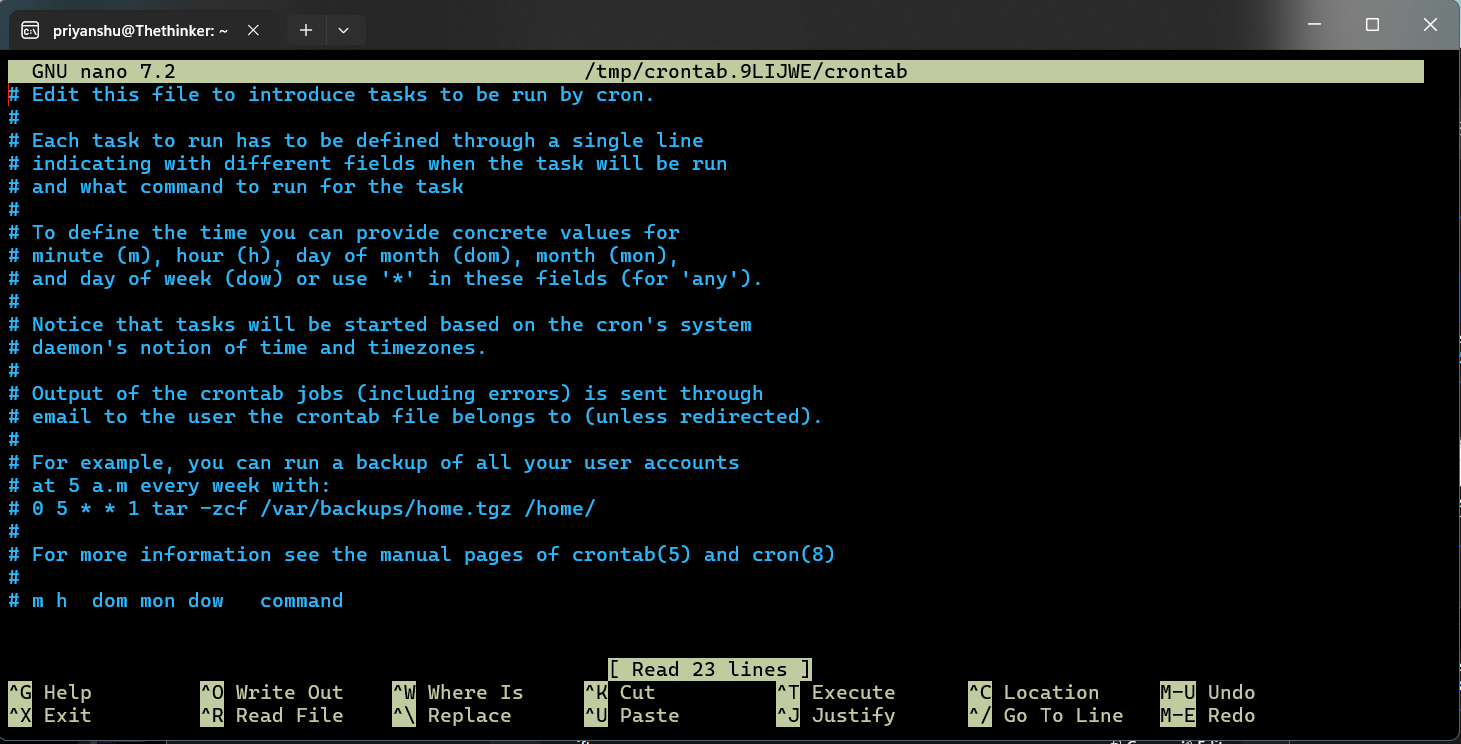 priyanshu@Thethinker: ~
GNU nano 7.2 /tmp/crontab.9LIJWE/crontab
# Edit this file to introduce tasks to be run by cron.
#
# Each task to run has to be defined through a single line
# indicating with different fields when the task will be run
# and what command to run for the task
#
# To define the time you can provide concrete values for
# minute (m), hour (h), day of month (dom), month (mon),
# and day of week (dow) or use '*' in these fields (for 'any').
#
# Notice that tasks will be started based on the cron's system
# daemon's notion of time and timezones.
#
# Output of the crontab jobs (including errors) is sent through
# email to the user the crontab file belongs to (unless redirected).
#
# For example, you can run a backup of all your user accounts
# at 5 a.m every week with:
# 0 5 * * 1 tar -zcf /var/backups/home.tgz /home/
#
# For more information see the manual pages of crontab(5) and cron(8)
#
# m h  dom mon dow   command
[ Read 23 lines ]
^G Help ^O Write Out ^W Where Is ^K Cut ^T Execute ^C Location M-U Undo
^X Exit ^R Read File ^\ Replace ^U Paste ^J Justify ^/ Go To Line M-E Redo